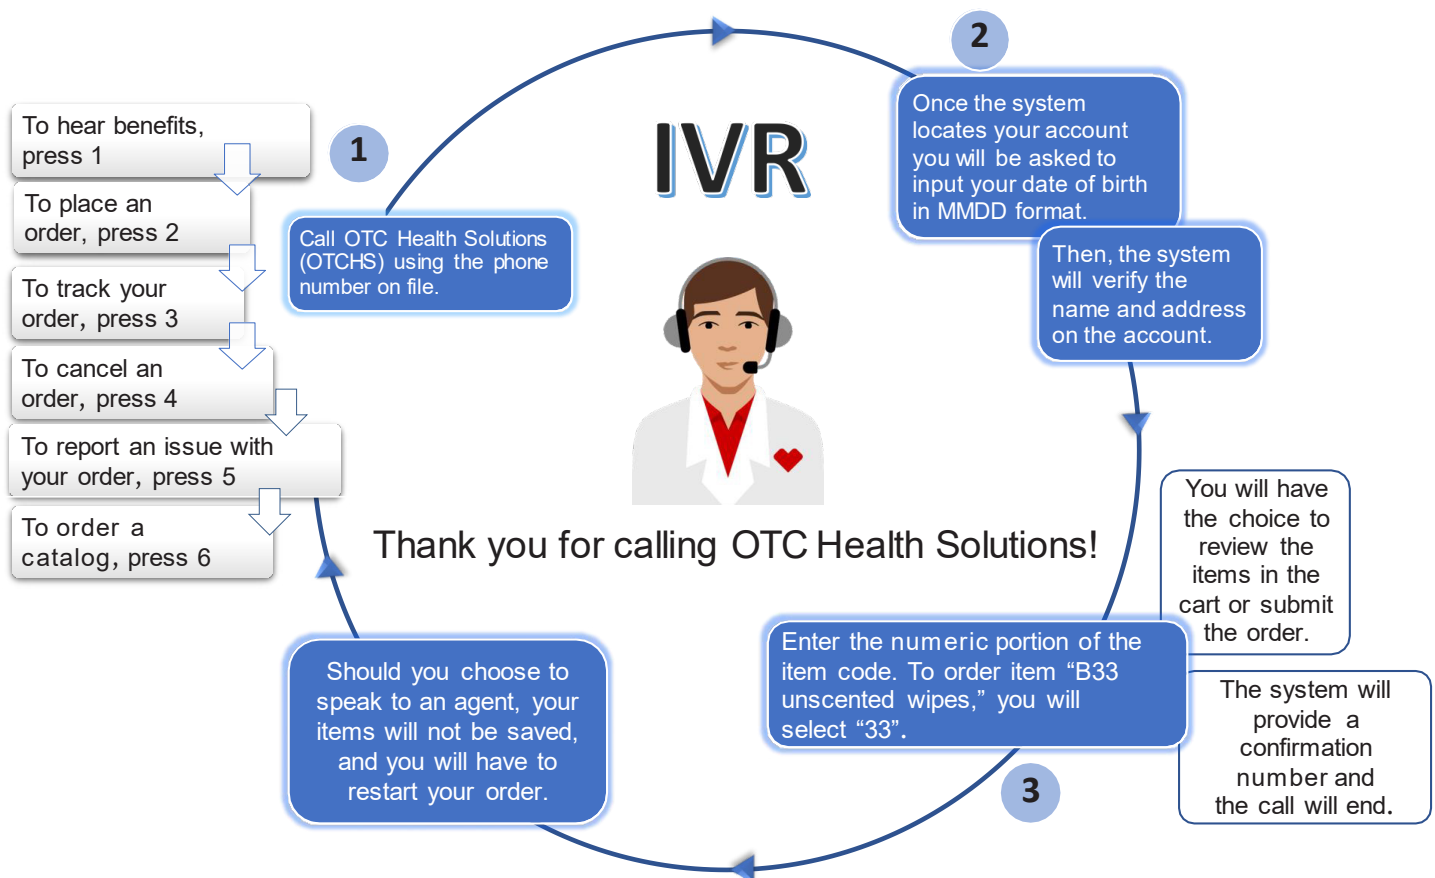 IVR
To hear benefits,
press 1
To place an
order, press 2
To track your
order, press 3
To cancel an
order, press 4
To report an issue with
your order, press 5
To order a
catalog, press 6
1
Call OTC Health Solutions
(OTCHS) using the phone
number on file.
2
Once the system
locates your account
you will be asked to
input your date of birth
in MMDD format.
Then, the system
will verify the
name and address
on the account.
Thank you for calling OTC Health Solutions!
3
Enter the numeric portion of the
item code. To order item “B33
unscented wipes,” you will
select “33”.
You will have
the choice to
review the
items in the
cart or submit
the order.
The system will
provide a
confirmation
number and
the call will end.
Should you choose to
speak to an agent, your
items will not be saved,
and you will have to
restart your order.